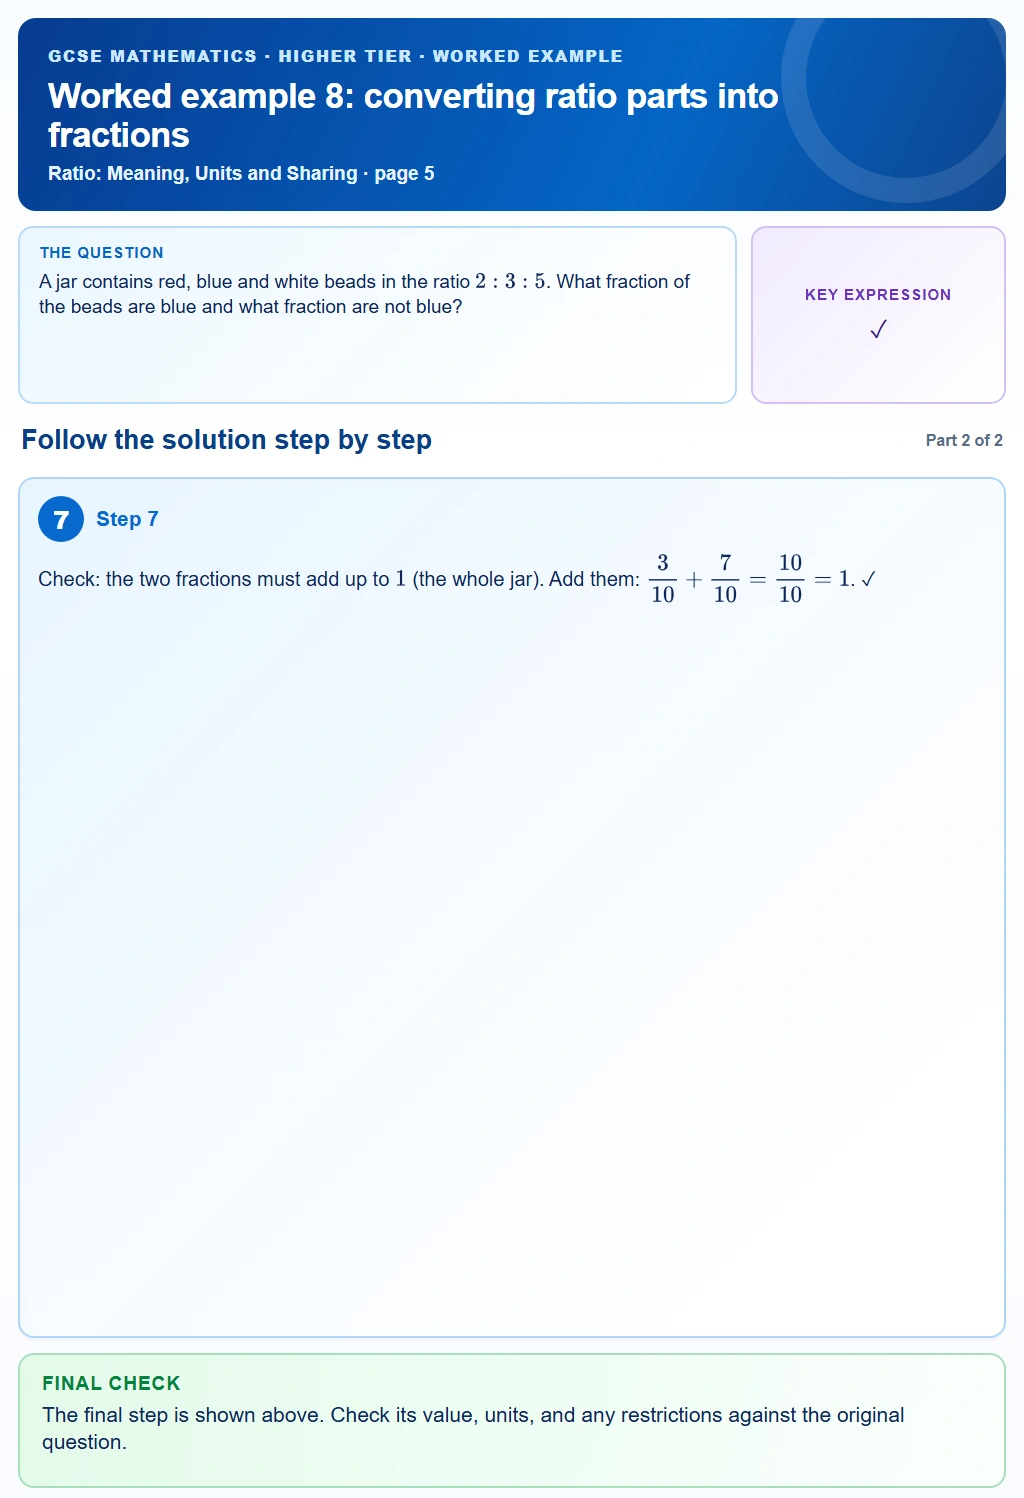 GCSE MATHEMATICS · HIGHER TIER · WORKED EXAMPLE
Worked example 8: converting ratio parts into
fractions
Ratio: Meaning, Units and Sharing · page 5
THE QUESTION
A jar contains red, blue and white beads in the ratio 2 : 3 : 5. What fraction of
the beads are blue and what fraction are not blue?
KEY EXPRESSION
✓
Follow the solution step by step
Part 2 of 2
7 Step 7
Check: the two fractions must add up to 1 (the whole jar). Add them: 3/10 + 7/10 = 10/10 = 1. ✓
FINAL CHECK
The final step is shown above. Check its value, units, and any restrictions against the original
question.